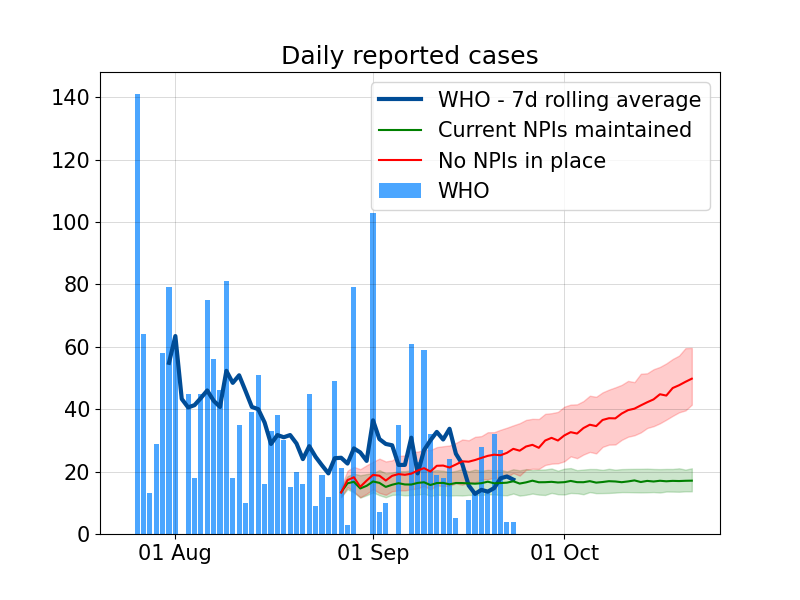 Daily reported cases
140
120
100
80
60
40
20
0
WHO - 7d rolling average
Current NPIs maintained
No NPIs in place
WHO
01 Aug
01 Sep
01 Oct